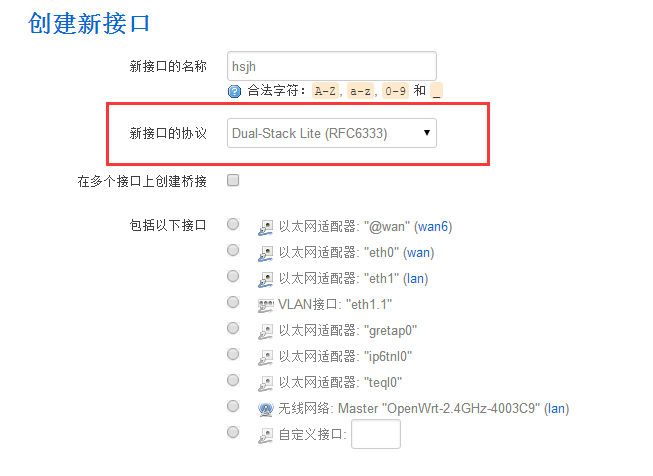 创建新接口
新接口的名称 hsjh
合法字符: A-Z, a-z, 0-9 和 _
新接口的协议 Dual-Stack Lite (RFC6333)
在多个接口上创建桥接
包括以下接口 以太网适配器: "@wan" (wan6)
以太网适配器: "eth0" (wan)
以太网适配器: "eth1" (lan)
VLAN接口: "eth1.1"
以太网适配器: "gretap0"
以太网适配器: "ip6tnl0"
以太网适配器: "teql0"
无线网络: Master "OpenWrt-2.4GHz-4003C9" (lan)
自定义接口: